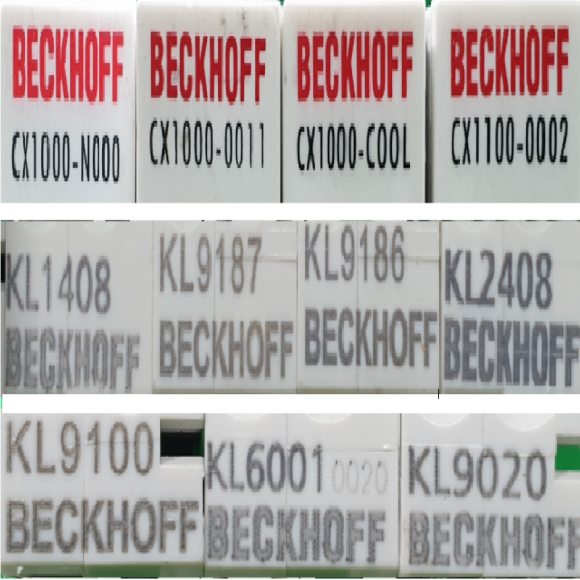 BECKHOFF BECKHOFF BECKHOFF BECKHOFF
CX1000-N000 CX1000-0011 CX1000-COOL CX1100-0002
KL1408 KL9187 KL9186 KL2408
BECKHOFF BECKHOFF BECKHOFF BECKHOFF
KL9100 KL6001 0020 KL9020
BECKHOFF BECKHOFF BECKHOFF